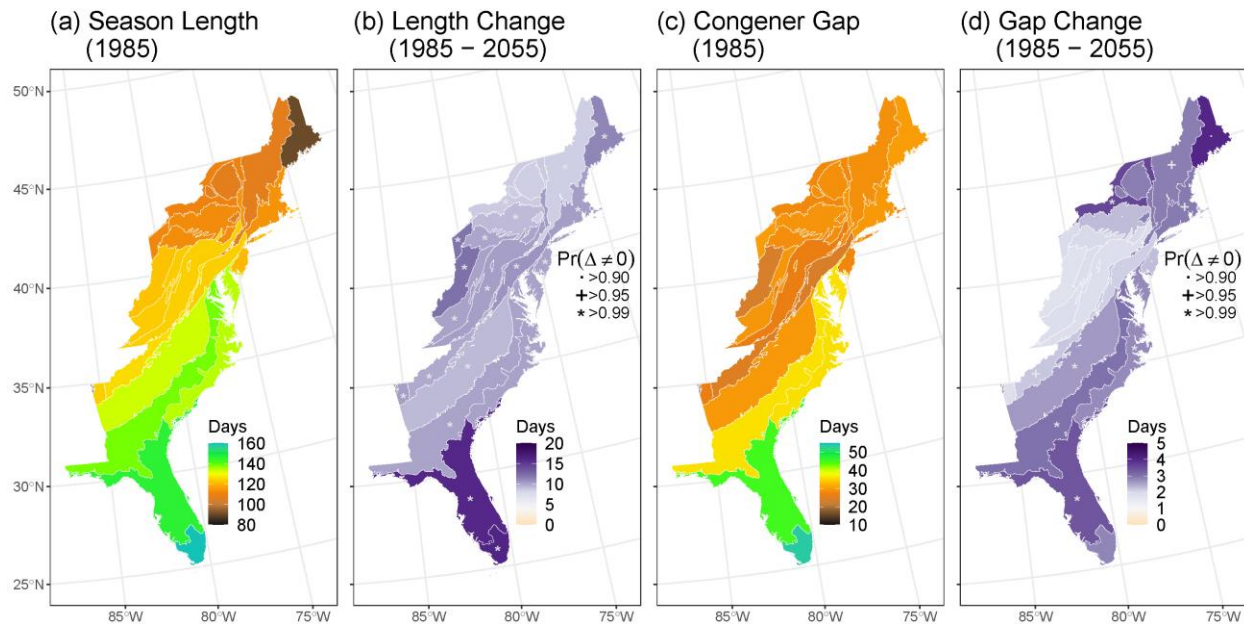 (a) Season Length
(1985)
(b) Length Change
(1985 − 2055)
(c) Congener Gap
(1985)
(d) Gap Change
(1985 − 2055)
50°N
45°N
40°N
35°N
30°N
25°N
85°W
80°W
75°W
Days
160
140
120
100
80
Pr(Δ ≠ 0)
· >0.90
+ >0.95
* >0.99
Days
20
15
10
5
0
85°W
80°W
75°W
Days
50
40
30
20
10
85°W
80°W
75°W
Pr(Δ ≠ 0)
· >0.90
+ >0.95
* >0.99
Days
5
4
3
2
1
0
85°W
80°W
75°W